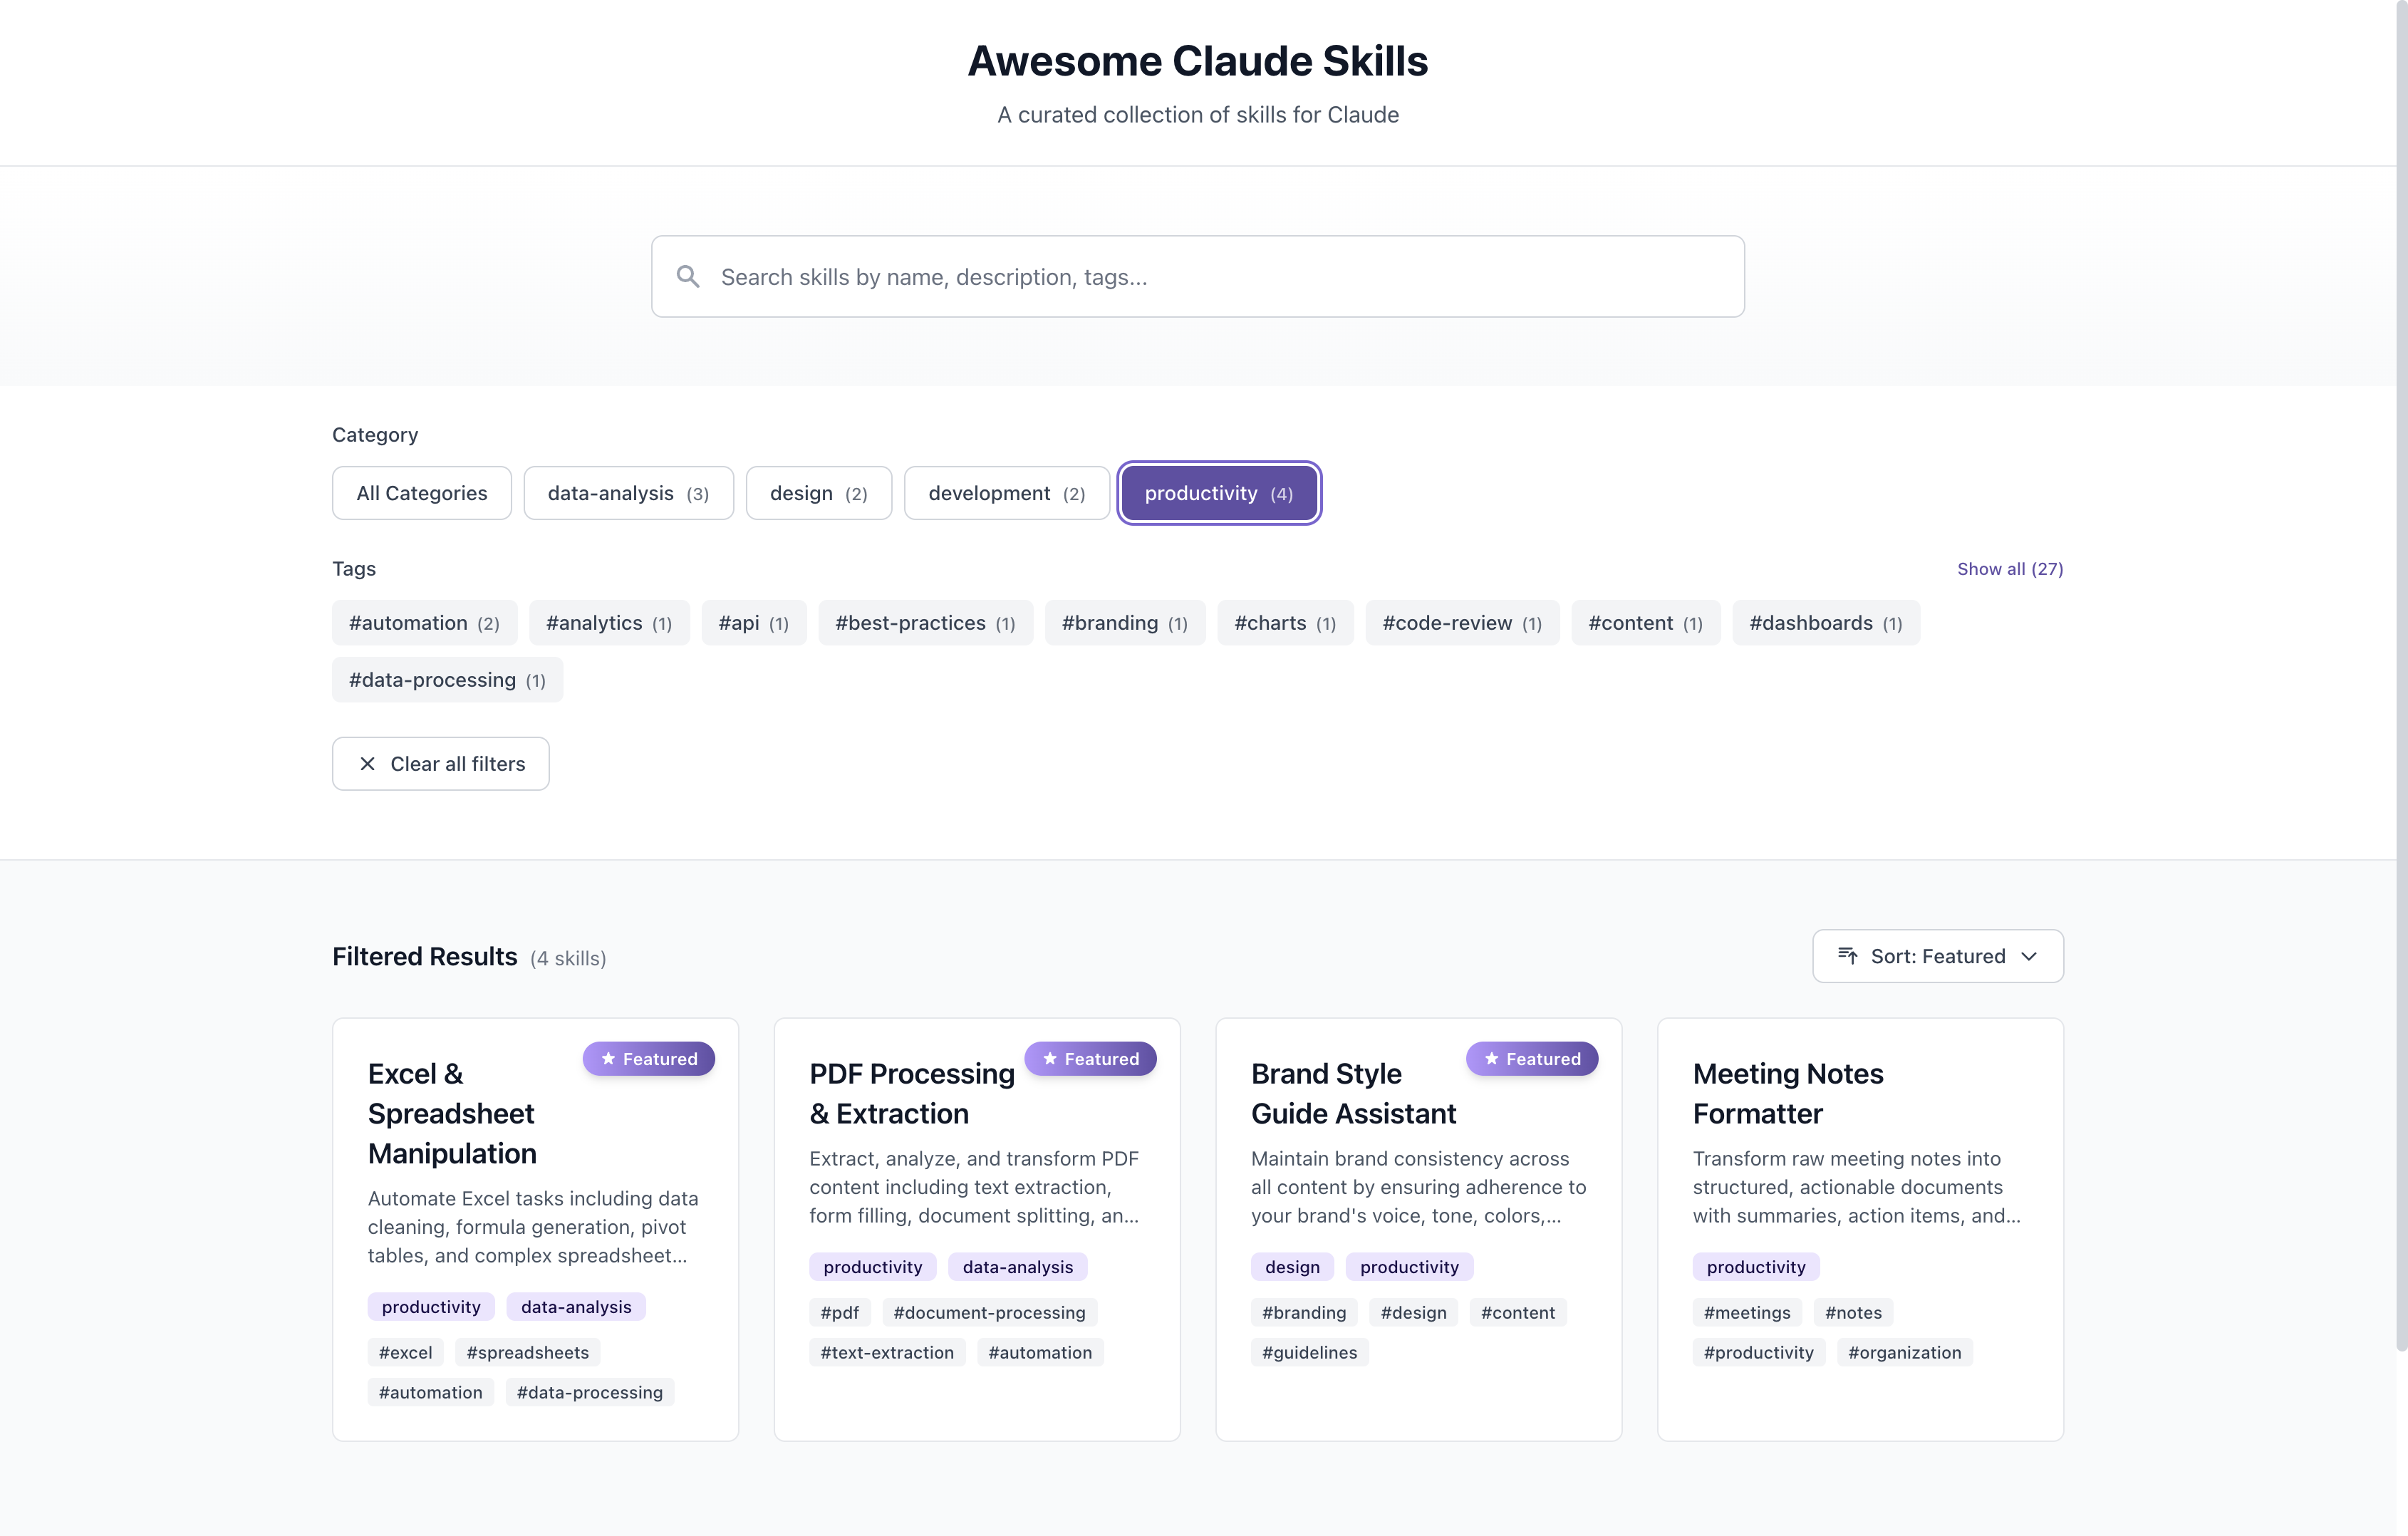 Awesome Claude Skills
A curated collection of skills for Claude
Search skills by name, description, tags...
Category
All Categories
data-analysis (3)
design (2)
development (2)
productivity (4)
Tags
Show all (27)
#automation (2)
#analytics (1)
#api (1)
#best-practices (1)
#branding (1)
#charts (1)
#code-review (1)
#content (1)
#dashboards (1)
#data-processing (1)
Clear all filters
Filtered Results (4 skills)
Sort: Featured
Featured
Excel &
Spreadsheet
Manipulation
Automate Excel tasks including data
cleaning, formula generation, pivot
tables, and complex spreadsheet...
productivity
data-analysis
#excel
#spreadsheets
#automation
#data-processing
Featured
PDF Processing
& Extraction
Extract, analyze, and transform PDF
content including text extraction,
form filling, document splitting, an...
productivity
data-analysis
#pdf
#document-processing
#text-extraction
#automation
Featured
Brand Style
Guide Assistant
Maintain brand consistency across
all content by ensuring adherence to
your brand's voice, tone, colors,...
design
productivity
#branding
#design
#content
#guidelines
Meeting Notes
Formatter
Transform raw meeting notes into
structured, actionable documents
with summaries, action items, and...
productivity
#meetings
#notes
#productivity
#organization